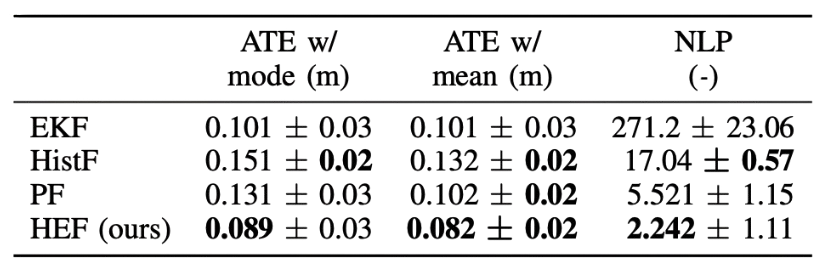 ATE w/ ATE w/ NLP
mode (m) mean (m) (-)
EKF 0.101 ± 0.03 0.101 ± 0.03 271.2 ± 23.06
HistF 0.151 ± 0.02 0.132 ± 0.02 17.04 ± 0.57
PF 0.131 ± 0.03 0.102 ± 0.02 5.521 ± 1.15
HEF (ours) 0.089 ± 0.03 0.082 ± 0.02 2.242 ± 1.11